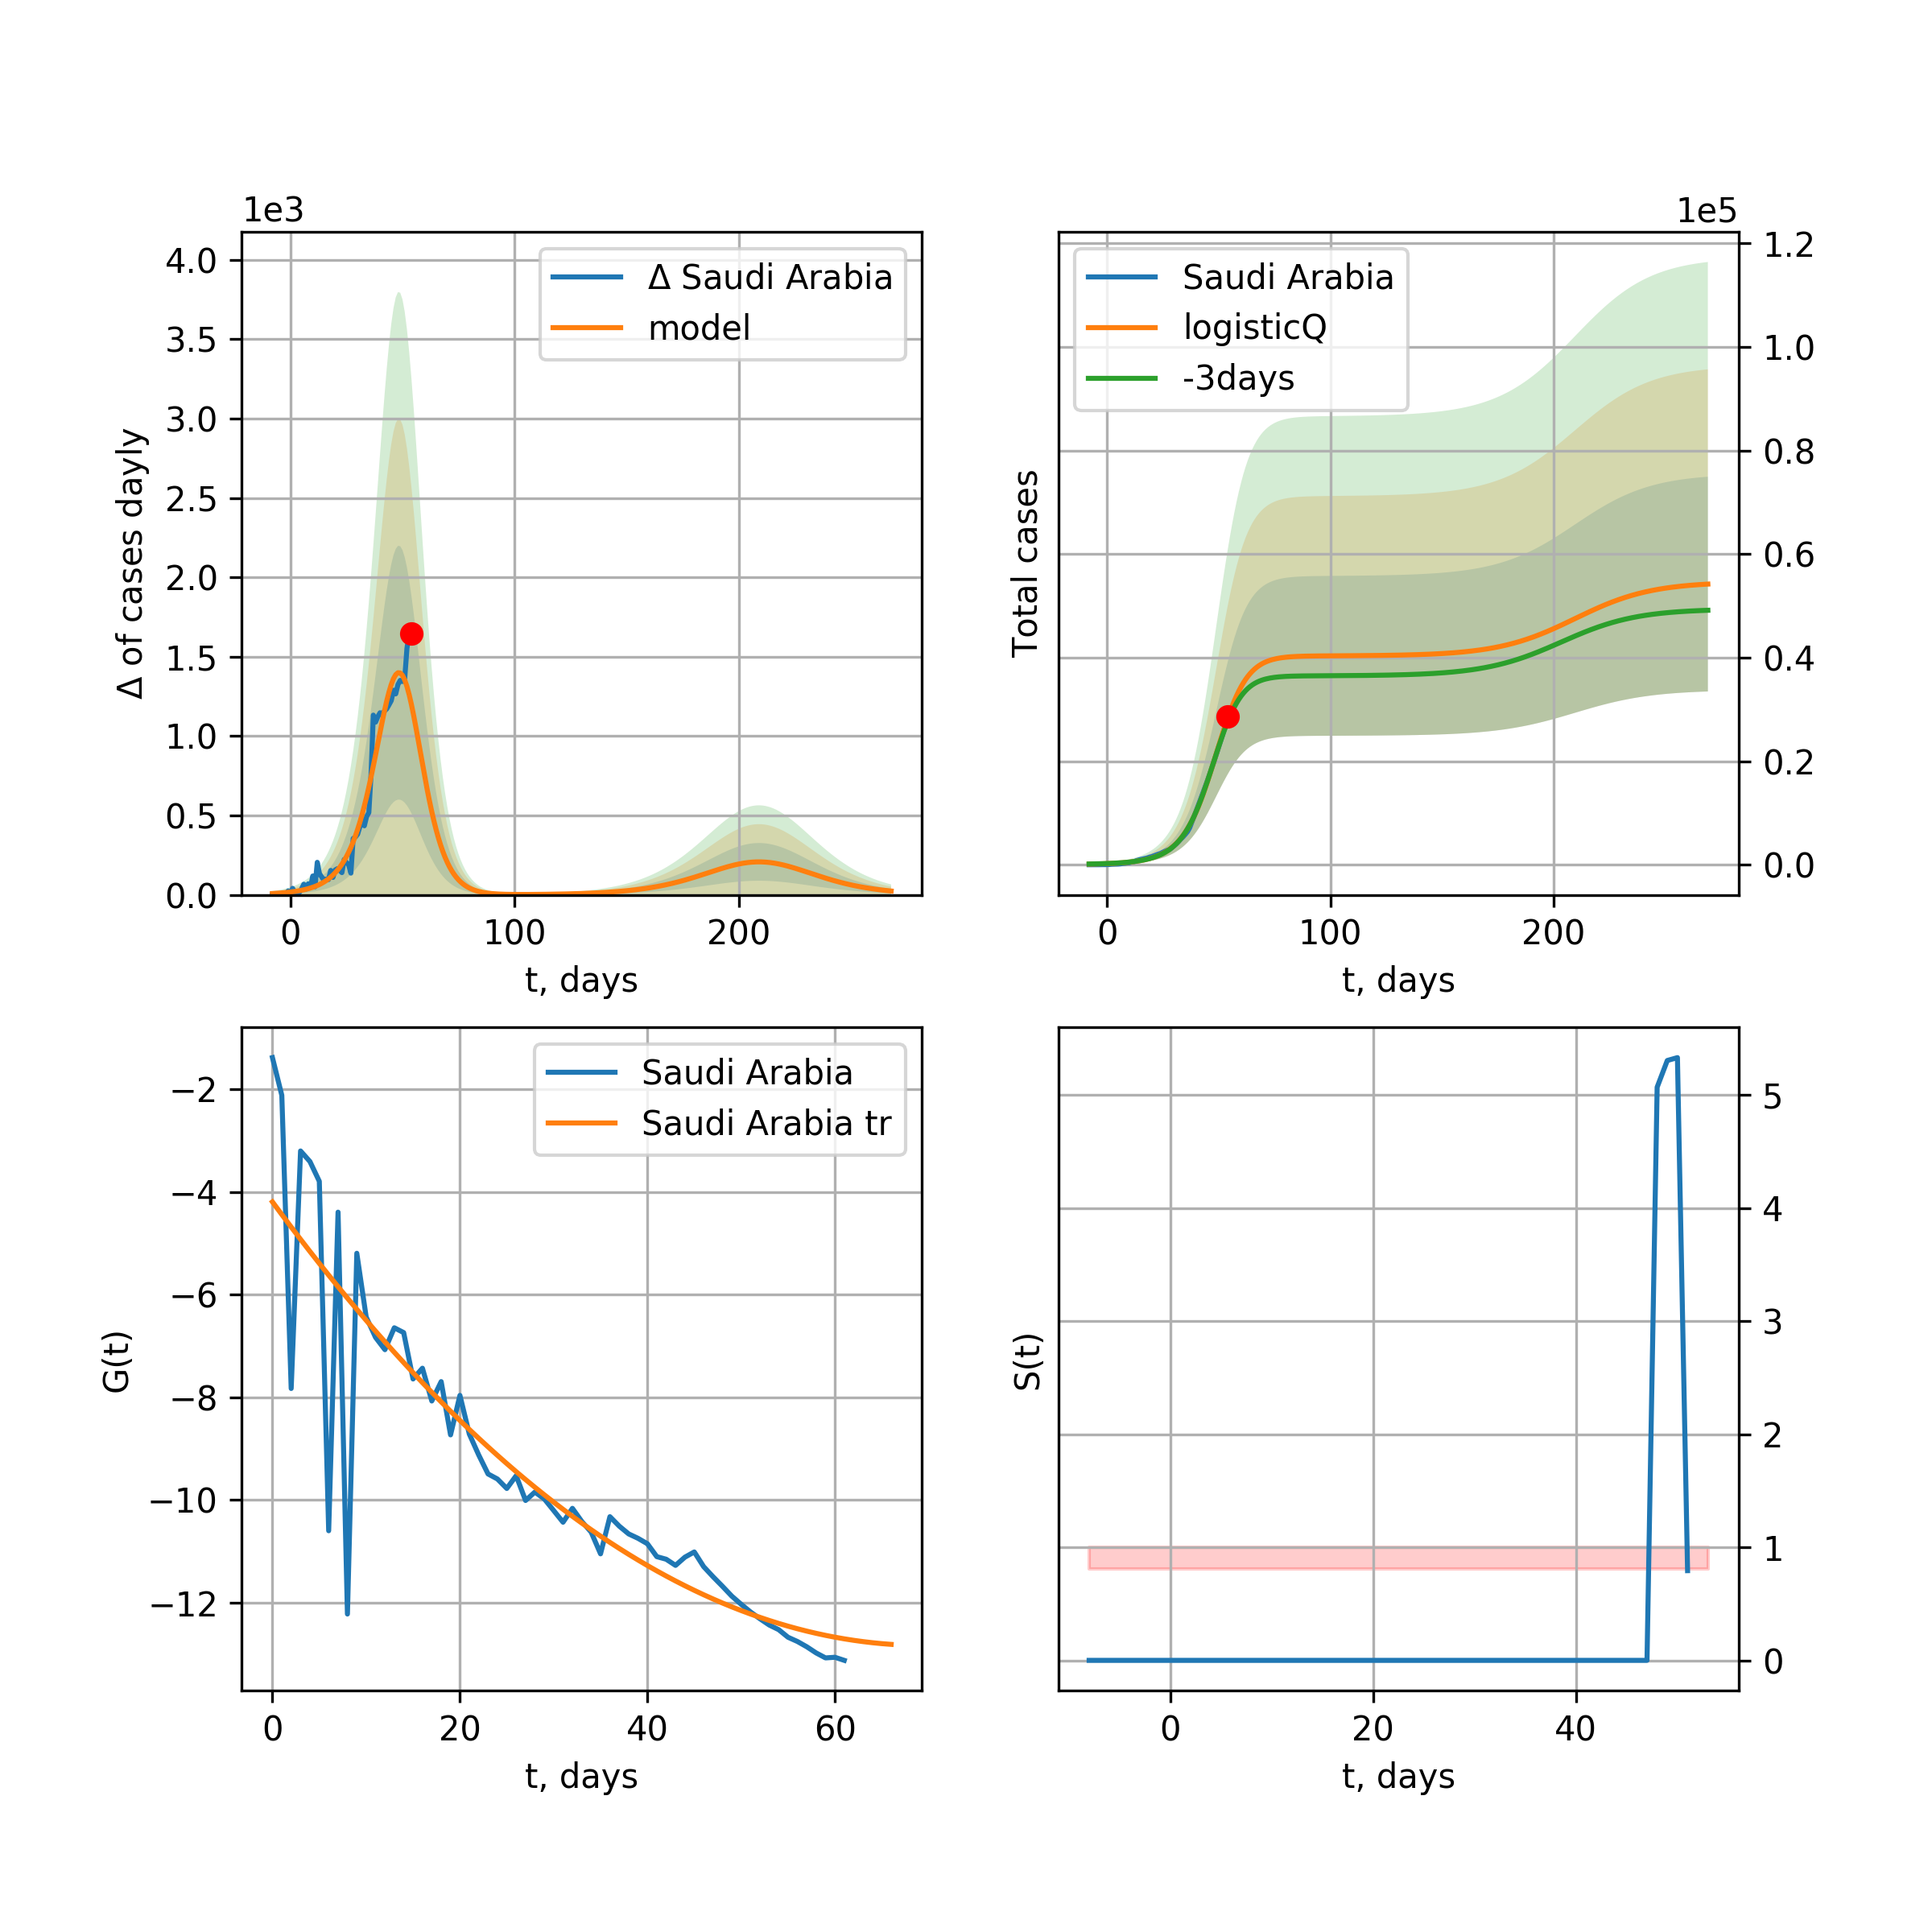 1e3
4.0
3.5
3.0
2.5
2.0
1.5
1.0
0.5
0.0
Δ of cases dayly
Δ Saudi Arabia
model
0 100 200
t, days
1e5
1.2
1.0
0.8
0.6
0.4
0.2
0.0
Total cases
Saudi Arabia
logisticQ
-3days
0 100 200
t, days
−2
−4
−6
−8
−10
−12
G(t)
Saudi Arabia
Saudi Arabia tr
0 20 40 60
t, days
5
4
3
2
1
0
S(t)
0 20 40
t, days